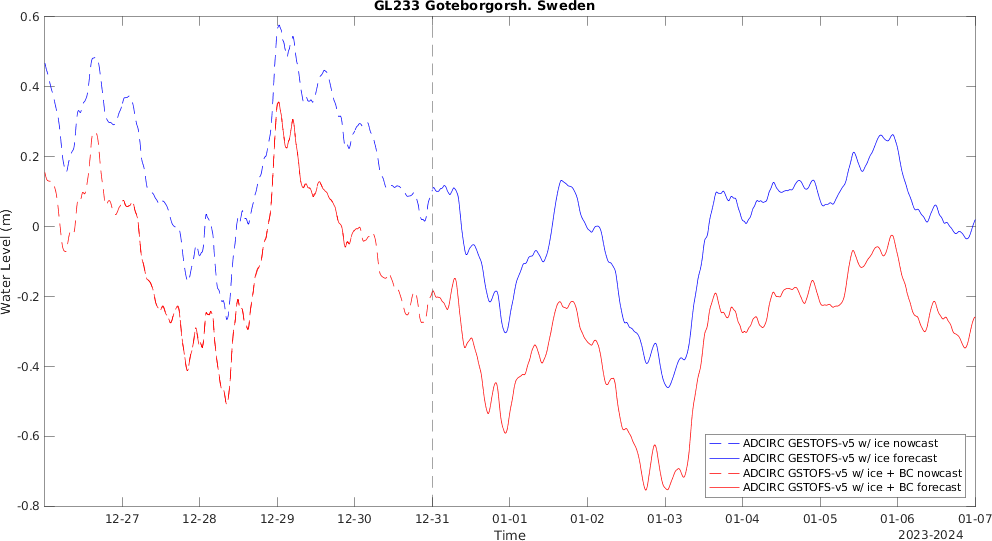 GL233 Goteborgorsh. Sweden
0.6
0.4
0.2
0
-0.2
-0.4
-0.6
-0.8
Water Level (m)
ADCIRC GESTOFS-v5 w/ ice nowcast
ADCIRC GESTOFS-v5 w/ ice forecast
ADCIRC GSTOFS-v5 w/ ice + BC nowcast
ADCIRC GSTOFS-v5 w/ ice + BC forecast
12-27 12-28 12-29 12-30 12-31 01-01 01-02 01-03 01-04 01-05 01-06 01-07
Time
2023-2024